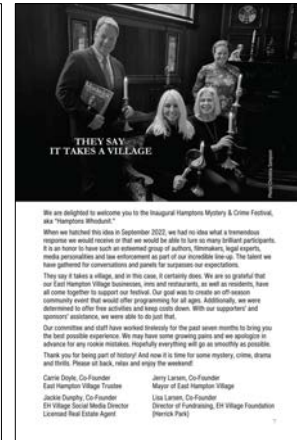 THEY SAY
IT TAKES A VILLAGE
We are delighted to welcome you to the Inaugural Hamptons Mystery & Crime Festival,
aka "Hamptons Whodunit."
When we hatched this idea in September 2022, we had no idea what a tremendous
response we would receive or that we would be able to lure so many brilliant participants.
It is an honor to have such an esteemed group of authors, filmmakers, legal experts,
media personalities and law enforcement as part of our incredible line-up. The talent we
have gathered for conversations and panels far surpasses our expectations.
They say it takes a village, and in this case, it certainly does. We are so grateful that
our East Hampton Village businesses, inns and restaurants, as well as residents, have
all come together to support our festival. Our goal was to create an off-season
community event that would offer programming for all ages. Additionally, we were
determined to offer free activities and keep costs down. With our supporters' and
sponsors' assistance, we were able to do just that.
Our committee and staff have worked tirelessly for the past seven months to bring you
the best possible experience. We may have some growing pains and we apologize in
advance for any rookie mistakes. Hopefully everything will go as smoothly as possible.
Thank you for being part of history! And now it is time for some mystery, crime, drama
and thrills. Please sit back, relax and enjoy the weekend!
Carrie Doyle, Co-Founder
East Hampton Village Trustee
Jerry Larsen, Co-Founder
Mayor of East Hampton Village
Jackie Dunphy, Co-Founder
EH Village Social Media Director
Licensed Real Estate Agent
Lisa Larsen, Co-Founder
Director of Fundraising, EH Village Foundation
(Herrick Park)